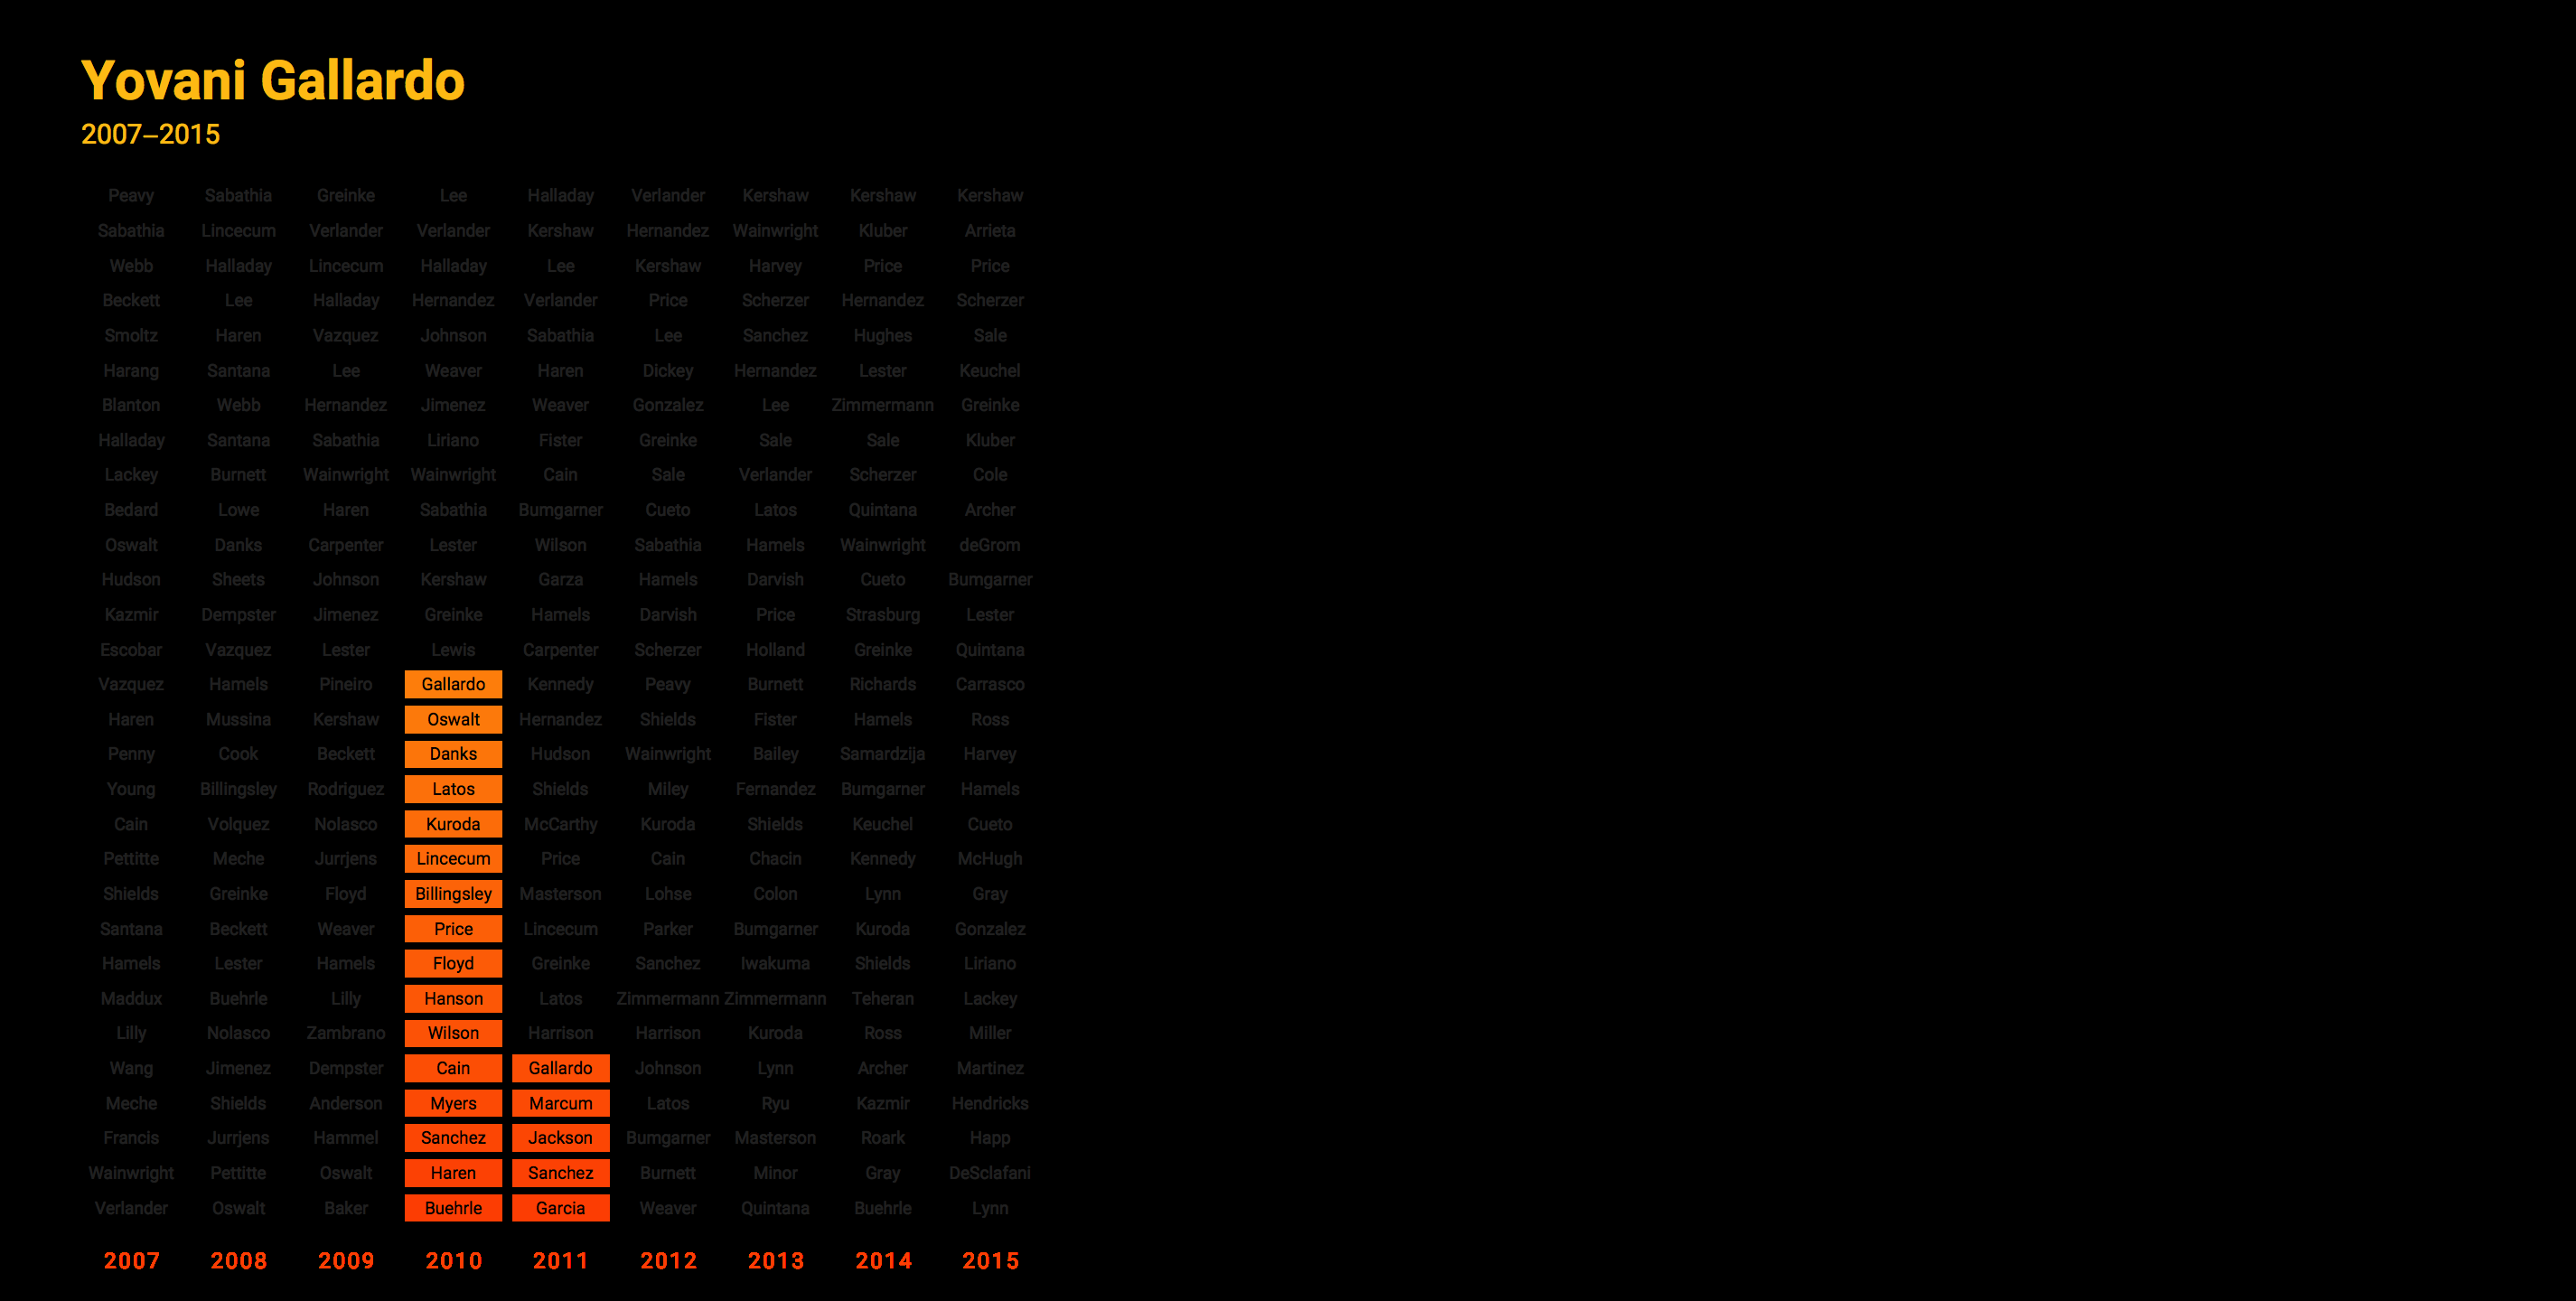 Yovani Gallardo
2007–2015
Peavy Sabathia Greinke Lee Halladay Verlander Kershaw Kershaw Kershaw
Sabathia Lincecum Verlander Verlander Kershaw Hernandez Wainwright Kluber Arrieta
Webb Halladay Lincecum Halladay Lee Kershaw Harvey Price Price
Beckett Lee Halladay Hernandez Verlander Price Scherzer Hernandez Scherzer
Smoltz Haren Vazquez Johnson Sabathia Lee Sanchez Hughes Sale
Harang Santana Lee Weaver Haren Dickey Hernandez Lester Keuchel
Blanton Webb Hernandez Jimenez Weaver Gonzalez Lee Zimmermann Greinke
Halladay Santana Sabathia Liriano Fister Greinke Sale Sale Kluber
Lackey Burnett Wainwright Wainwright Cain Sale Verlander Scherzer Cole
Bedard Lowe Haren Sabathia Bumgarner Cueto Latos Quintana Archer
Oswalt Danks Carpenter Lester Wilson Sabathia Hamels Wainwright deGrom
Hudson Sheets Johnson Kershaw Garza Hamels Darvish Cueto Bumgarner
Kazmir Dempster Jimenez Greinke Hamels Darvish Price Strasburg Lester
Escobar Vazquez Lester Lewis Carpenter Scherzer Holland Greinke Quintana
Vazquez Hamels Pineiro Gallardo Kennedy Peavy Burnett Richards Carrasco
Haren Mussina Kershaw Oswalt Hernandez Shields Fister Hamels Ross
Penny Cook Beckett Danks Hudson Wainwright Bailey Samardzija Harvey
Young Billingsley Rodriguez Latos Shields Miley Fernandez Bumgarner Hamels
Cain Volquez Nolasco Kuroda McCarthy Kuroda Shields Keuchel Cueto
Pettitte Meche Jurrjens Lincecum Price Cain Chacin Kennedy McHugh
Shields Greinke Floyd Billingsley Masterson Lohse Colon Lynn Gray
Santana Beckett Weaver Price Lincecum Parker Bumgarner Kuroda Gonzalez
Hamels Lester Hamels Floyd Greinke Sanchez Iwakuma Shields Liriano
Maddux Buehrle Lilly Hanson Latos Zimmermann Zimmermann Teheran Lackey
Lilly Nolasco Zambrano Wilson Harrison Harrison Kuroda Ross Miller
Wang Jimenez Dempster Cain Gallardo Johnson Lynn Archer Martinez
Meche Shields Anderson Myers Marcum Latos Ryu Kazmir Hendricks
Francis Jurrjens Hammel Sanchez Jackson Bumgarner Masterson Roark Happ
Wainwright Pettitte Oswalt Haren Sanchez Burnett Minor Gray DeSclafani
Verlander Oswalt Baker Buehrle Garcia Weaver Quintana Buehrle Lynn
2007 2008 2009 2010 2011 2012 2013 2014 2015